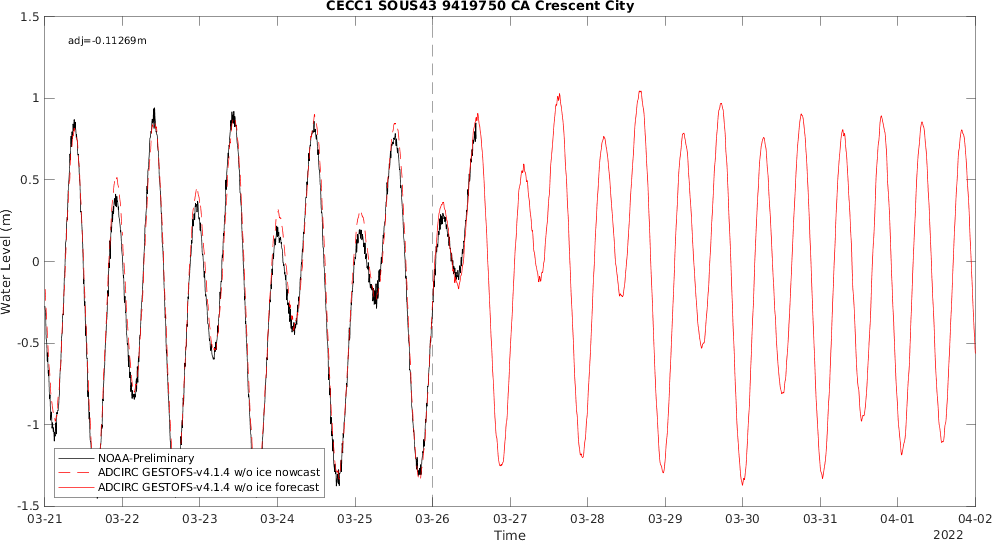 CECC1 SOUS43 9419750 CA Crescent City
adj=-0.11269m
1.5
1
0.5
0
-0.5
-1
-1.5
Water Level (m)
NOAA-Preliminary
ADCIRC GESTOFS-v4.1.4 w/o ice nowcast
ADCIRC GESTOFS-v4.1.4 w/o ice forecast
03-21 03-22 03-23 03-24 03-25 03-26 03-27 03-28 03-29 03-30 03-31 04-01 04-02
Time
2022